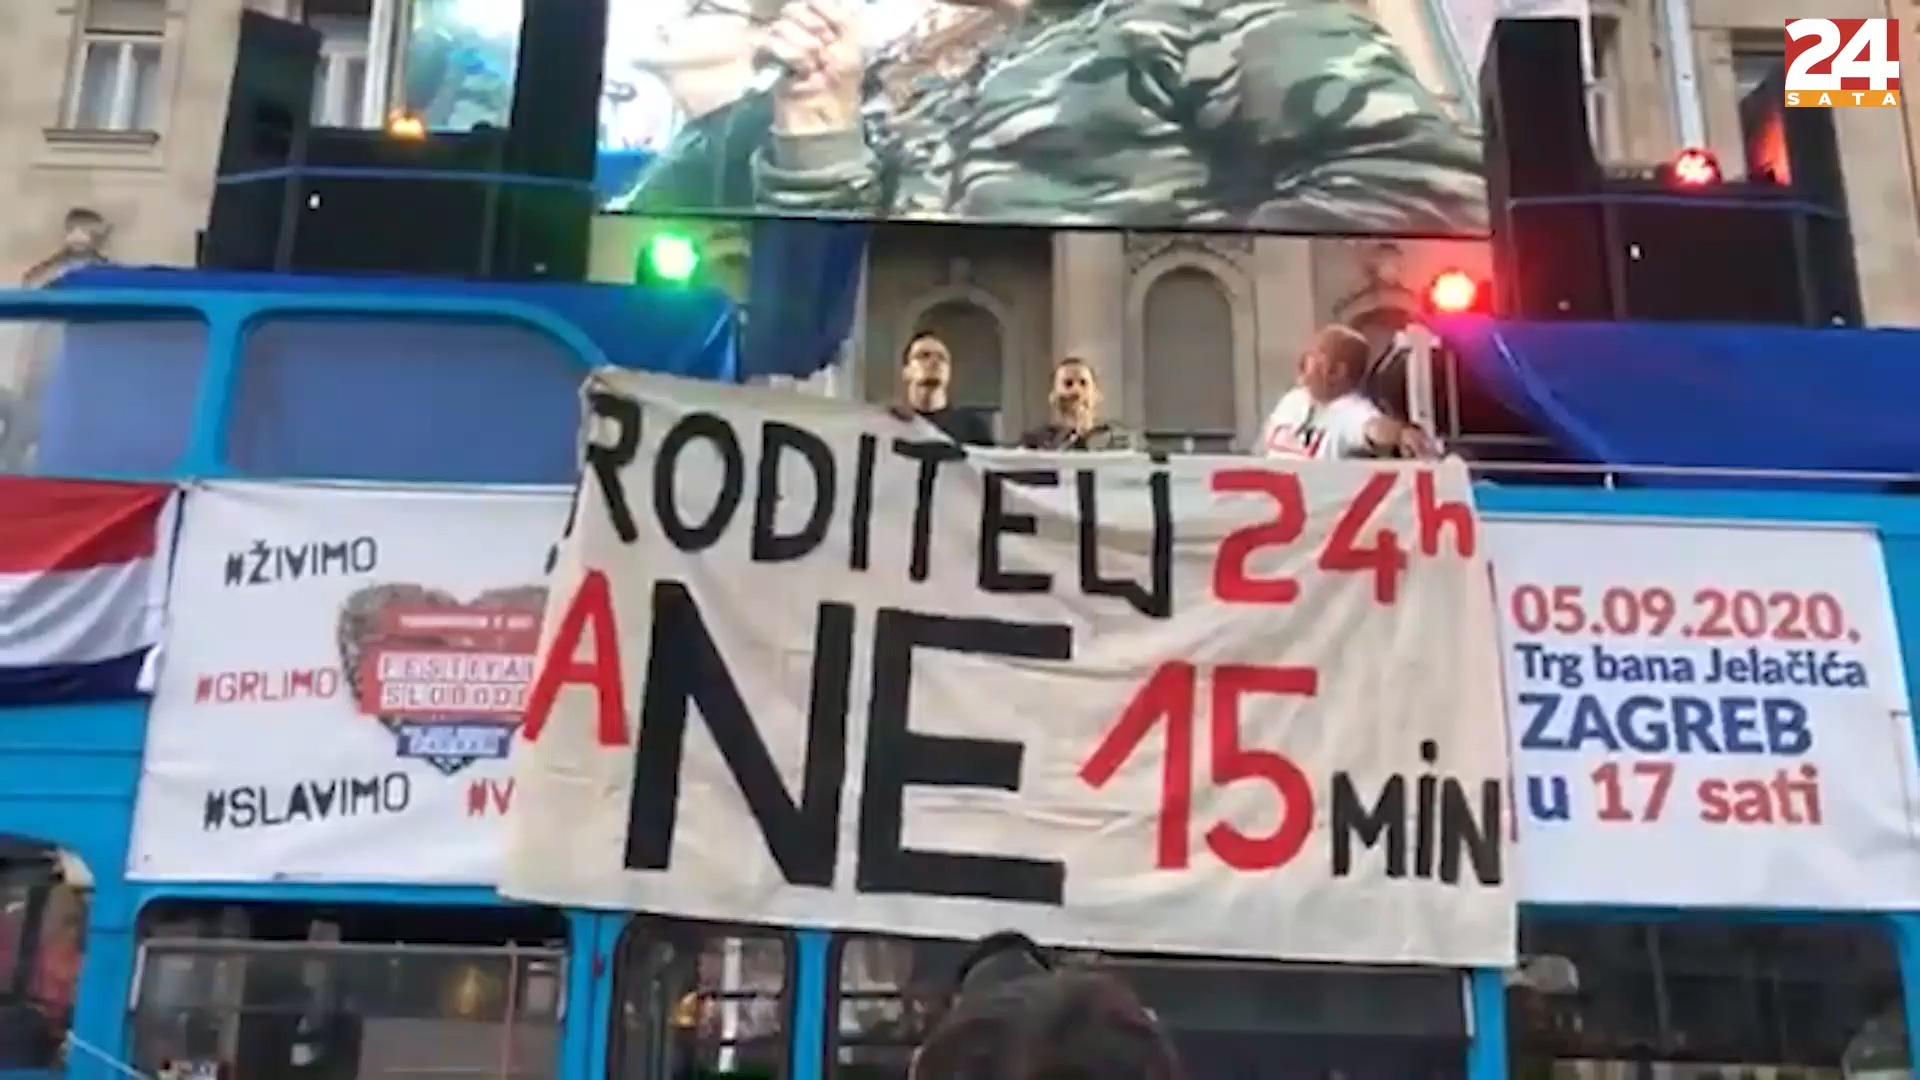 24
SATA
RODITELJ 24h
A NE 15 MIN
#ŽIVIMO
#GRLIMO
#SLAVIMO
#V
FESTIVAL
SLOBODE
05.09.2020.
Trg bana Jelačića
ZAGREB
u 17 sati